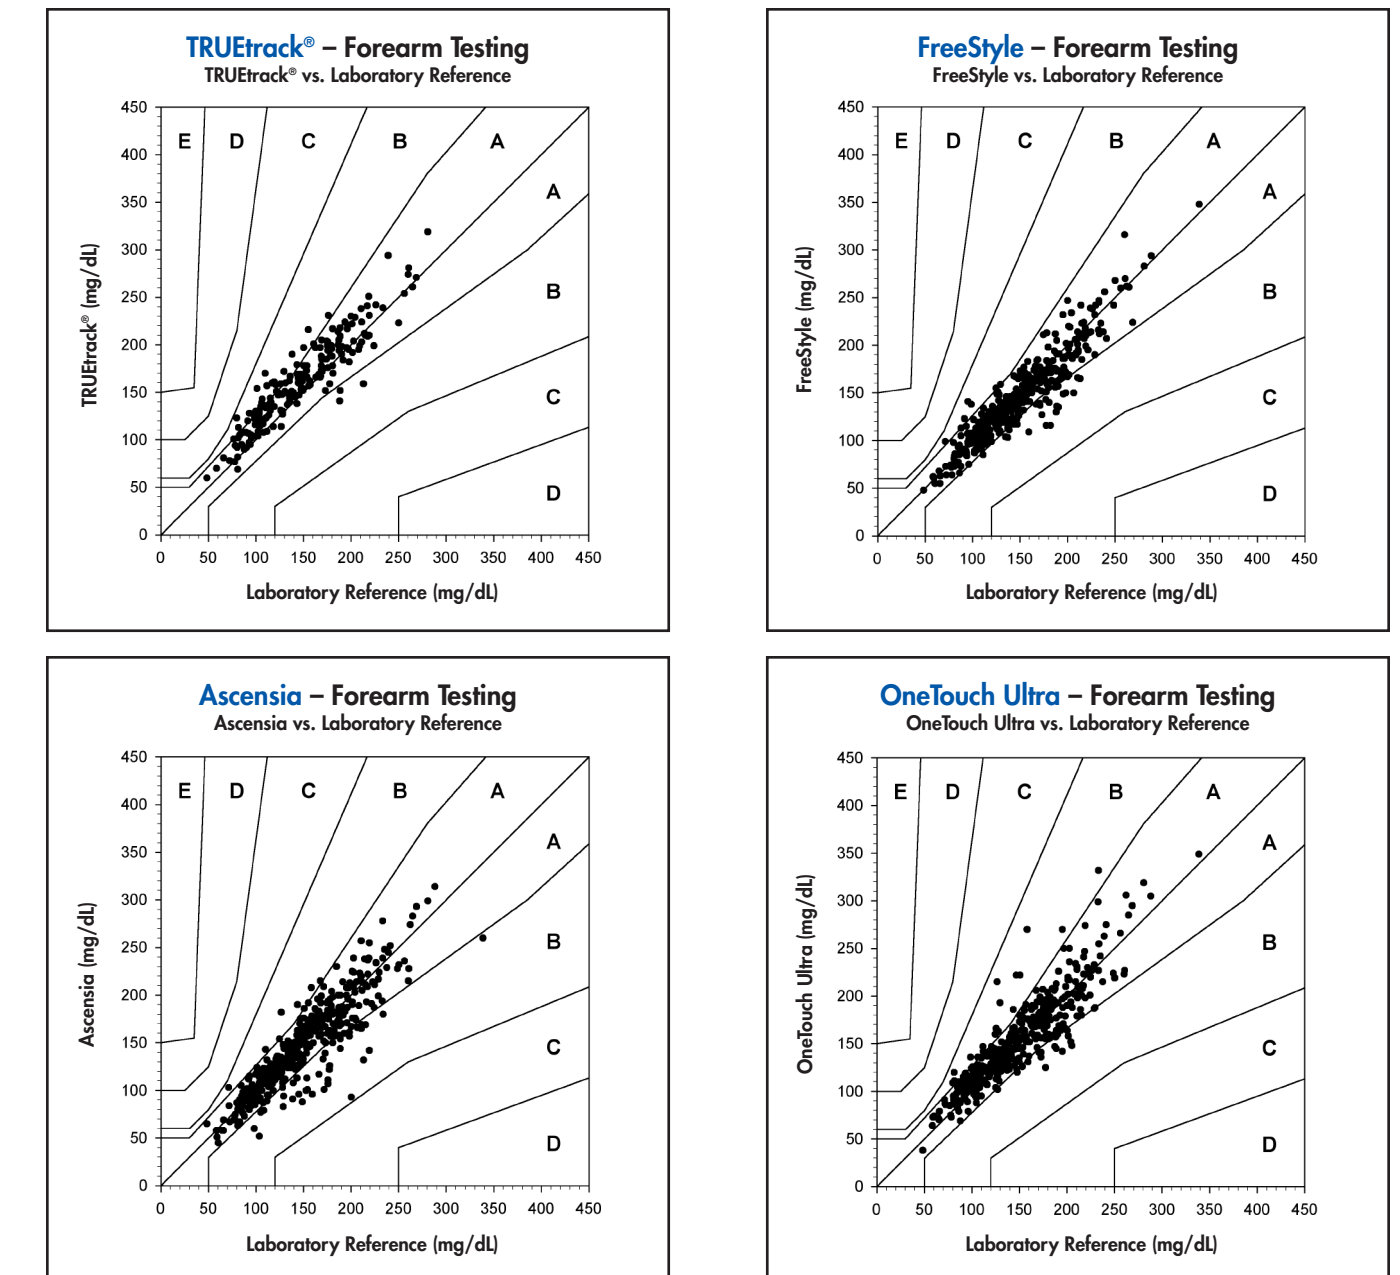 TRUEtrack® – Forearm Testing
TRUEtrack® vs. Laboratory Reference
450
400
350
300
250
200
150
100
50
0
TRUEtrack® (mg/dL)
E D C B A
A
B
C
D
0 50 100 150 200 250 300 350 400 450
Laboratory Reference (mg/dL)
FreeStyle – Forearm Testing
FreeStyle vs. Laboratory Reference
450
400
350
300
250
200
150
100
50
0
FreeStyle (mg/dL)
E D C B A
A
B
C
D
0 50 100 150 200 250 300 350 400 450
Laboratory Reference (mg/dL)
Ascensia – Forearm Testing
Ascensia vs. Laboratory Reference
450
400
350
300
250
200
150
100
50
0
Ascensia (mg/dL)
E D C B A
A
B
C
D
0 50 100 150 200 250 300 350 400 450
Laboratory Reference (mg/dL)
OneTouch Ultra – Forearm Testing
OneTouch Ultra vs. Laboratory Reference
450
400
350
300
250
200
150
100
50
0
OneTouch Ultra (mg/dL)
E D C B A
A
B
C
D
0 50 100 150 200 250 300 350 400 450
Laboratory Reference (mg/dL)